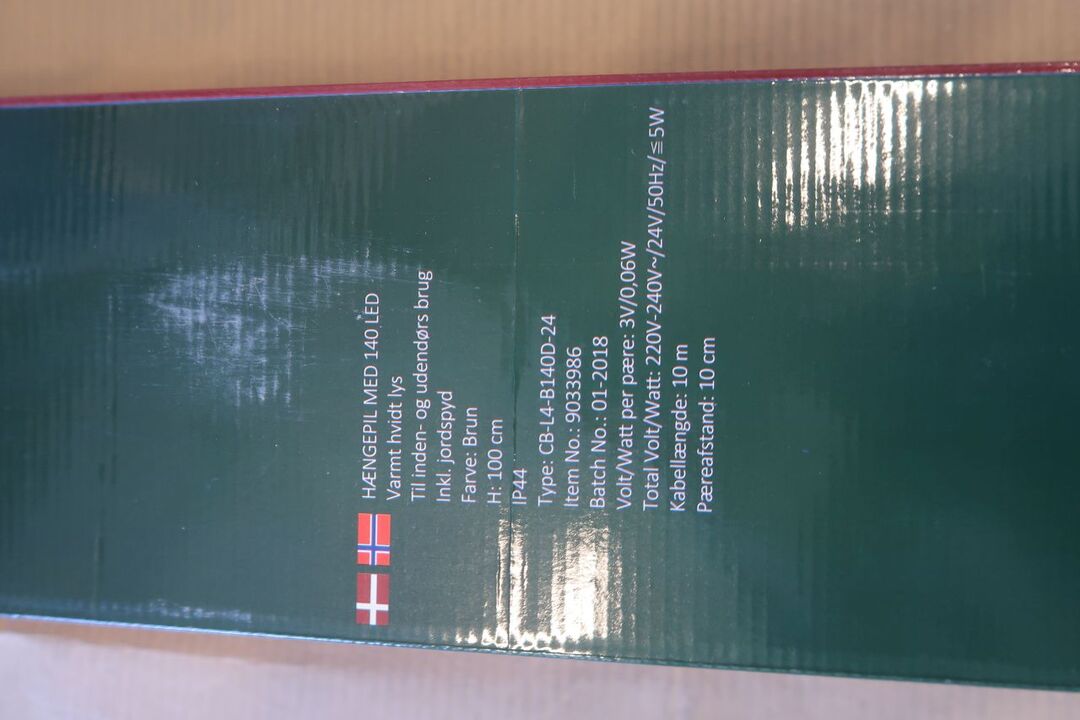 HÆNGEPIL MED 140 LED
Varmt hvidt lys
Til inden- og udendørs brug
Inkl. jordspyd
Farve: Brun
H: 100 cm
IP44
Type: CB-L4-B140D-24
Item No.: 9033986
Batch No.: 01-2018
Volt/Watt per pære: 3V/0,06W
Total Volt/Watt: 220V-240V~/24V/50Hz/≦5W
Kabellængde: 10 m
Pæreafstand: 10 cm